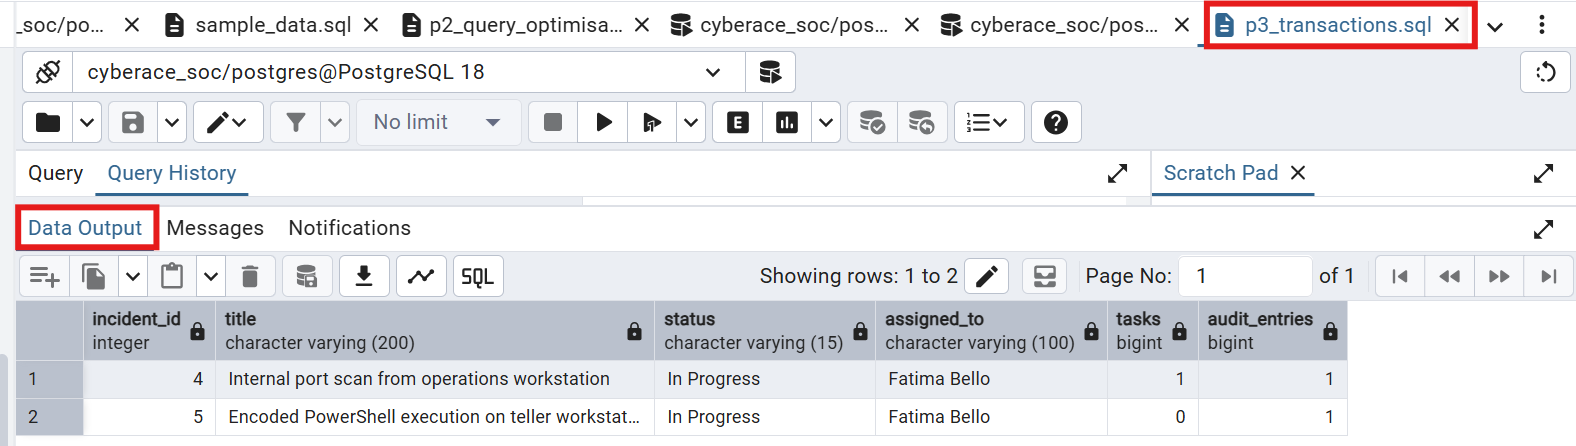 _soc/po... sample_data.sql p2_query_optimisa... cyberace_soc/pos... cyberace_soc/pos... p3_transactions.sql
cyberace_soc/postgres@PostgreSQL 18
No limit E
Query Query History Scratch Pad
Data Output Messages Notifications
SQL Showing rows: 1 to 2 Page No: 1 of 1
incident_id title status assigned_to tasks audit_entries
integer character varying (200) character varying (15) character varying (100) bigint bigint
1 4 Internal port scan from operations workstation In Progress Fatima Bello 1 1
2 5 Encoded PowerShell execution on teller workstat... In Progress Fatima Bello 0 1